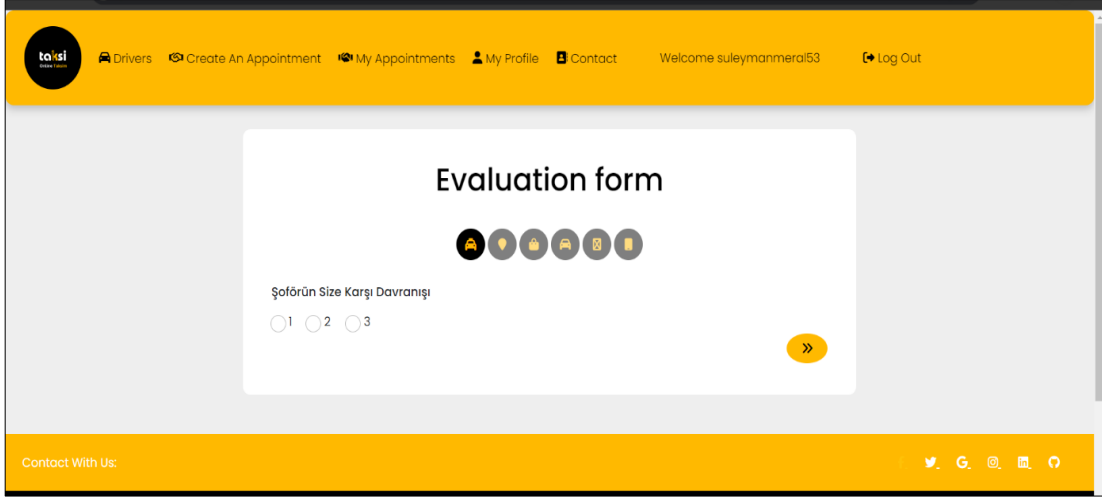 taksi
Drivers Create An Appointment My Appointments My Profile Contact Welcome suleymanmeral53 Log Out
Evaluation form
Şoförün Size Karşı Davranışı
1 2 3
Contact With Us: